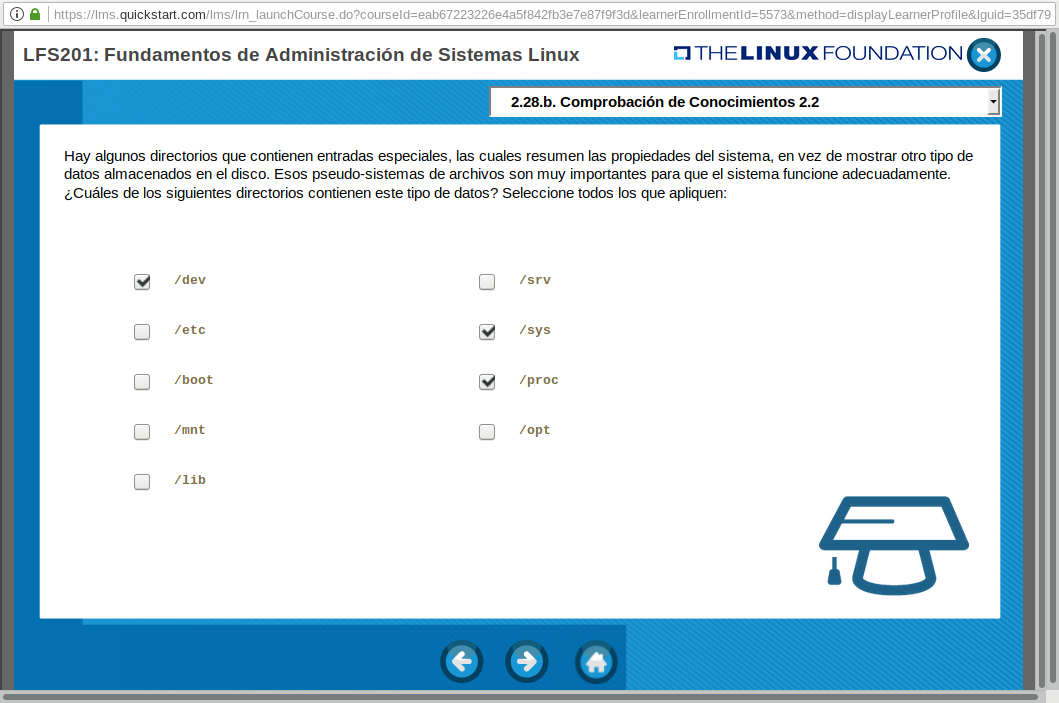 https://lms.quickstart.com/lms/lrn_launchCourse.do?courseId=eab67223226e4a5f842fb3e7e87f9f3d&learnerEnrollmentId=5573&method=displayLearnerProfile&lguid=35df79
LFS201: Fundamentos de Administración de Sistemas Linux
THE LINUX FOUNDATION
2.28.b. Comprobación de Conocimientos 2.2
Hay algunos directorios que contienen entradas especiales, las cuales resumen las propiedades del sistema, en vez de mostrar otro tipo de
datos almacenados en el disco. Esos pseudo-sistemas de archivos son muy importantes para que el sistema funcione adecuadamente.
¿Cuáles de los siguientes directorios contienen este tipo de datos? Seleccione todos los que apliquen:
/dev
/etc
/boot
/mnt
/lib
/srv
/sys
/proc
/opt